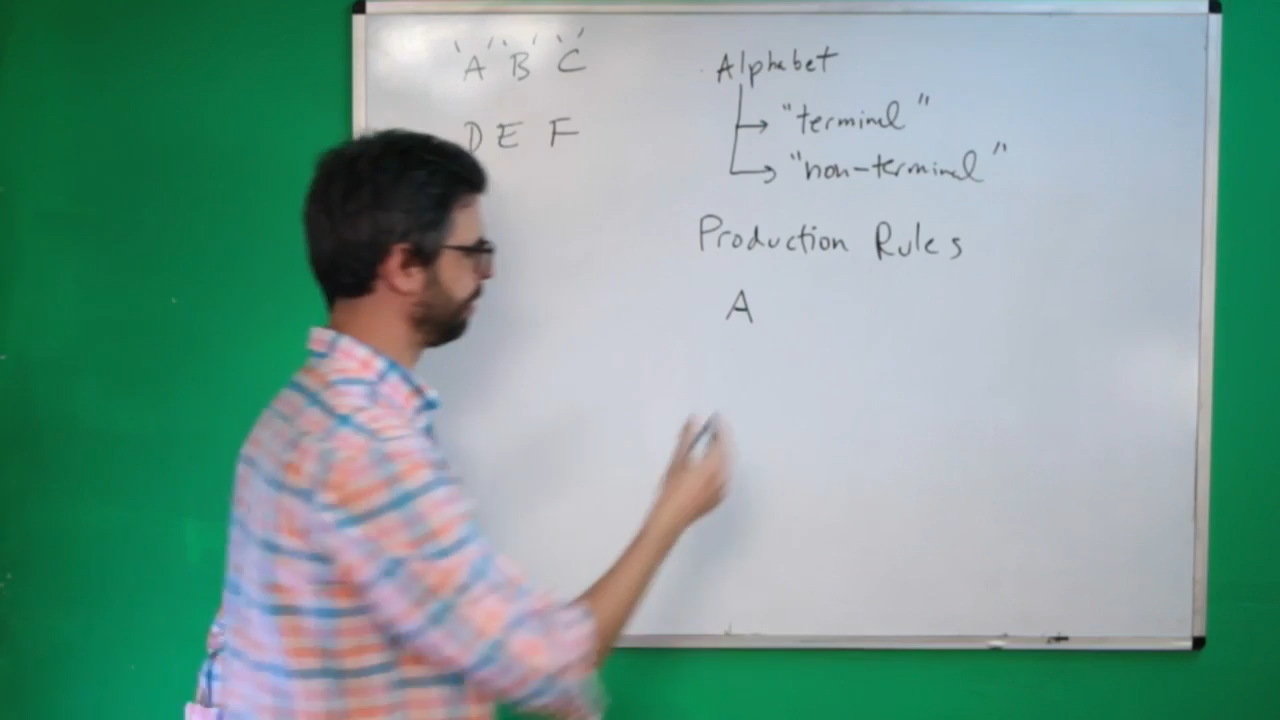 'A' 'B' 'C'
D E F
Alphabet
"terminal"
"non-terminal"
Production Rules
A